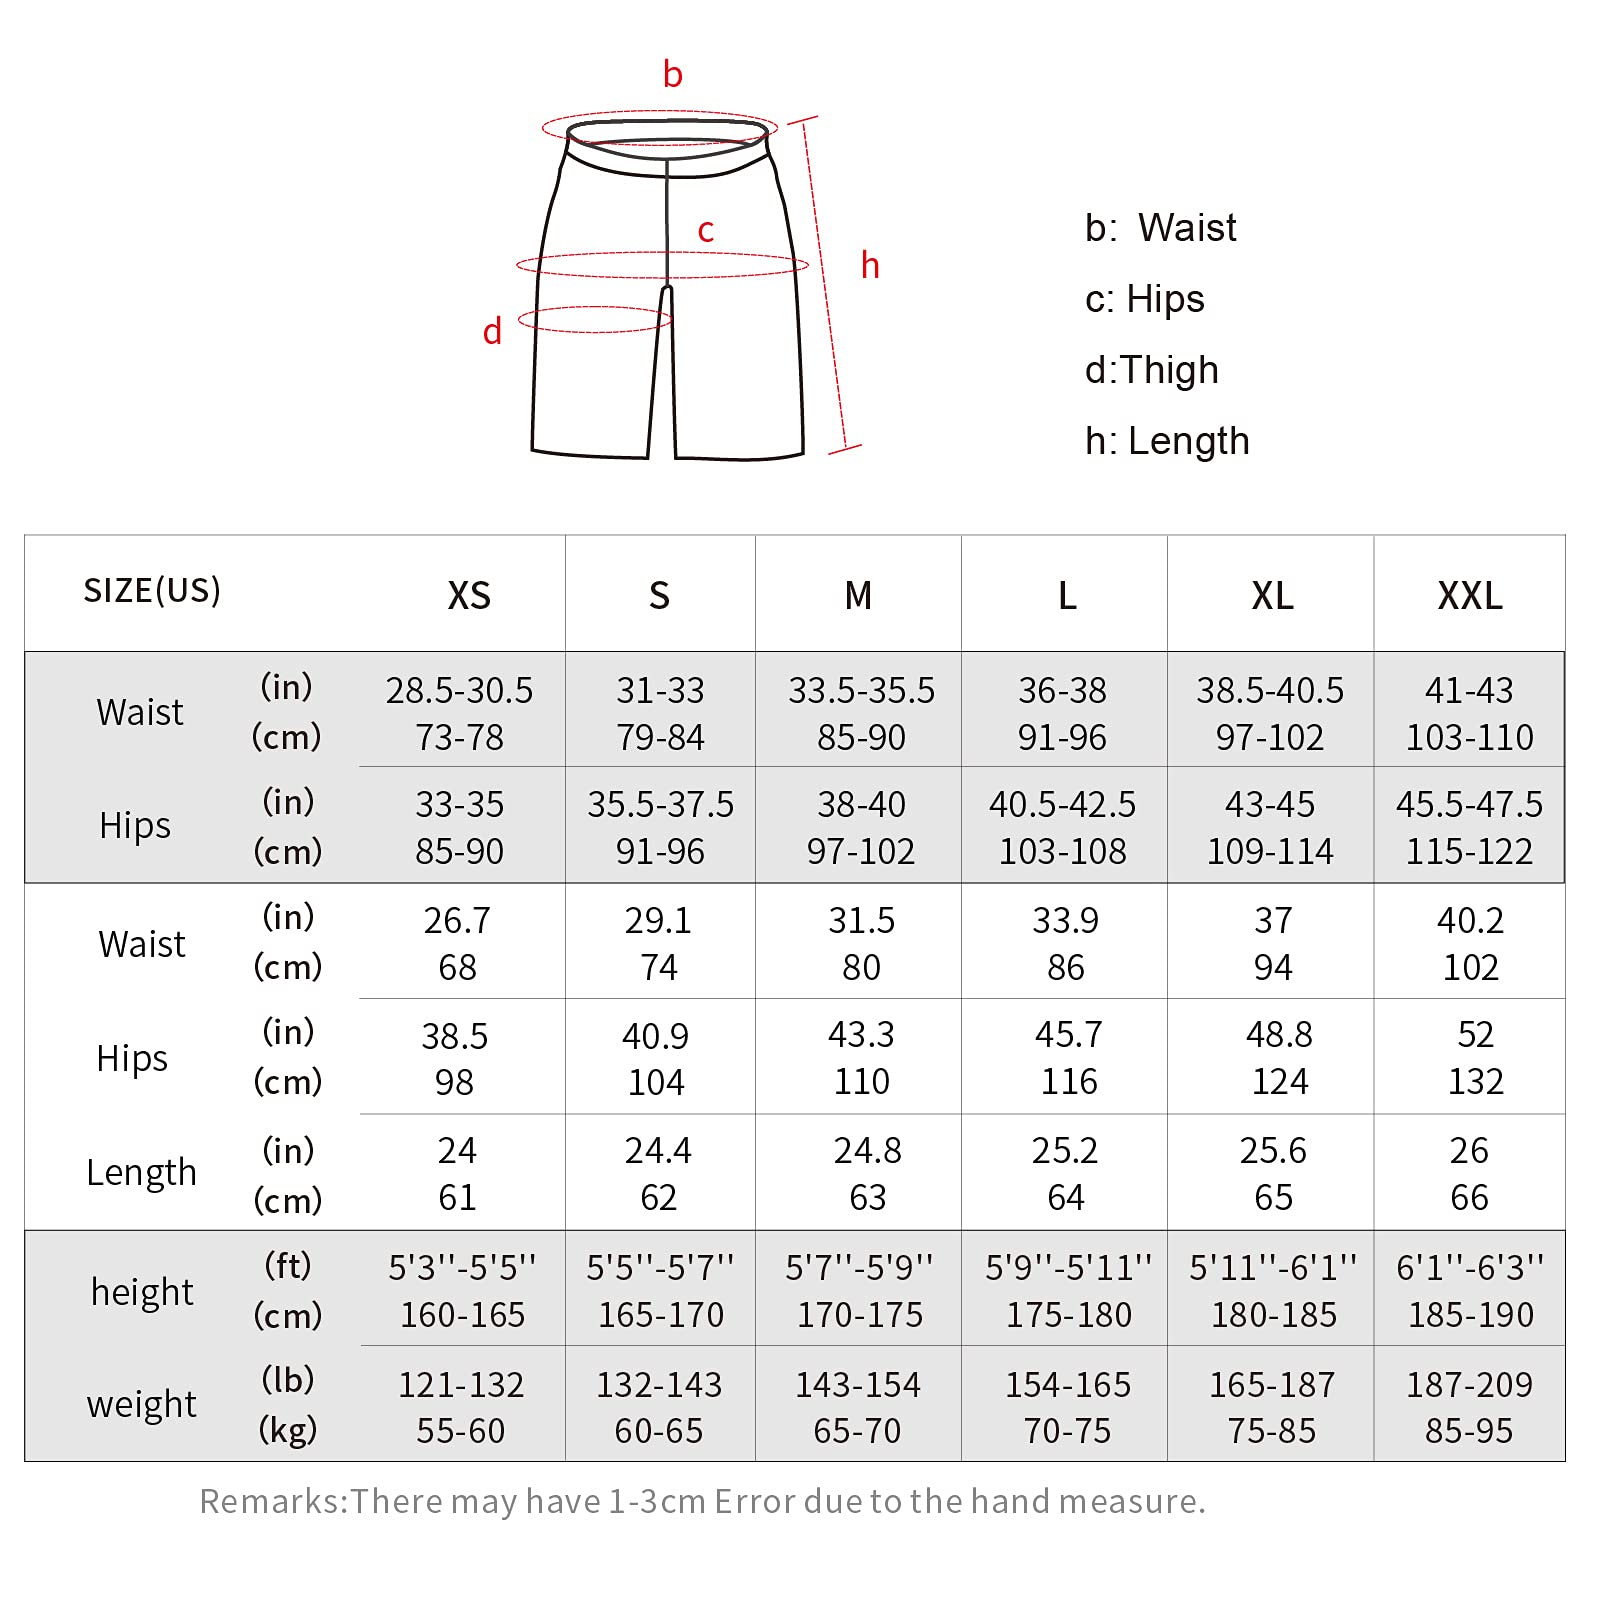 b
c
h
d
b: Waist
c: Hips
d:Thigh
h: Length
SIZE(US) XS S M L XL XXL
Waist (in) 28.5-30.5 31-33 33.5-35.5 36-38 38.5-40.5 41-43
(cm) 73-78 79-84 85-90 91-96 97-102 103-110
Hips (in) 33-35 35.5-37.5 38-40 40.5-42.5 43-45 45.5-47.5
(cm) 85-90 91-96 97-102 103-108 109-114 115-122
Waist (in) 26.7 29.1 31.5 33.9 37 40.2
(cm) 68 74 80 86 94 102
Hips (in) 38.5 40.9 43.3 45.7 48.8 52
(cm) 98 104 110 116 124 132
Length (in) 24 24.4 24.8 25.2 25.6 26
(cm) 61 62 63 64 65 66
height (ft) 5'3''-5'5'' 5'5''-5'7'' 5'7''-5'9'' 5'9''-5'11'' 5'11''-6'1'' 6'1''-6'3''
(cm) 160-165 165-170 170-175 175-180 180-185 185-190
weight (lb) 121-132 132-143 143-154 154-165 165-187 187-209
(kg) 55-60 60-65 65-70 70-75 75-85 85-95
Remarks:There may have 1-3cm Error due to the hand measure.